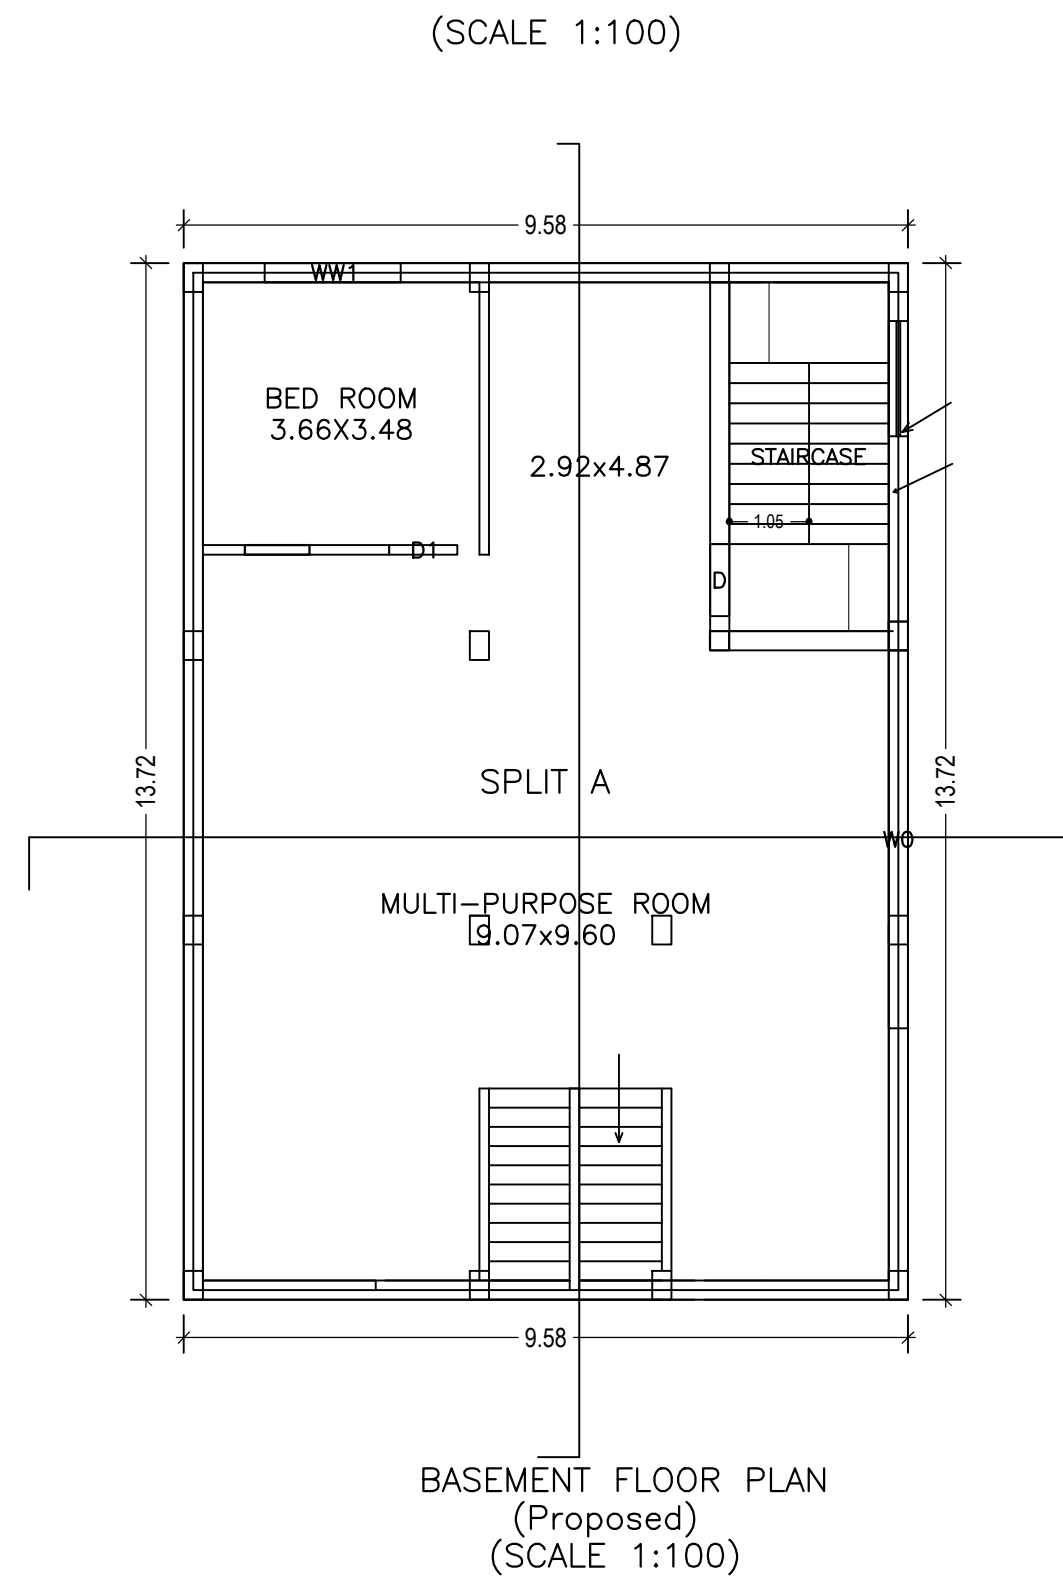 (SCALE 1:100)
9.58
WW1
BED ROOM
3.66X3.48
2.92x4.87
STAIRCASE
1.05
D1
D
13.72
13.72
SPLIT A
WO
MULTI-PURPOSE ROOM
9.07x9.60
9.58
BASEMENT FLOOR PLAN
(Proposed)
(SCALE 1:100)